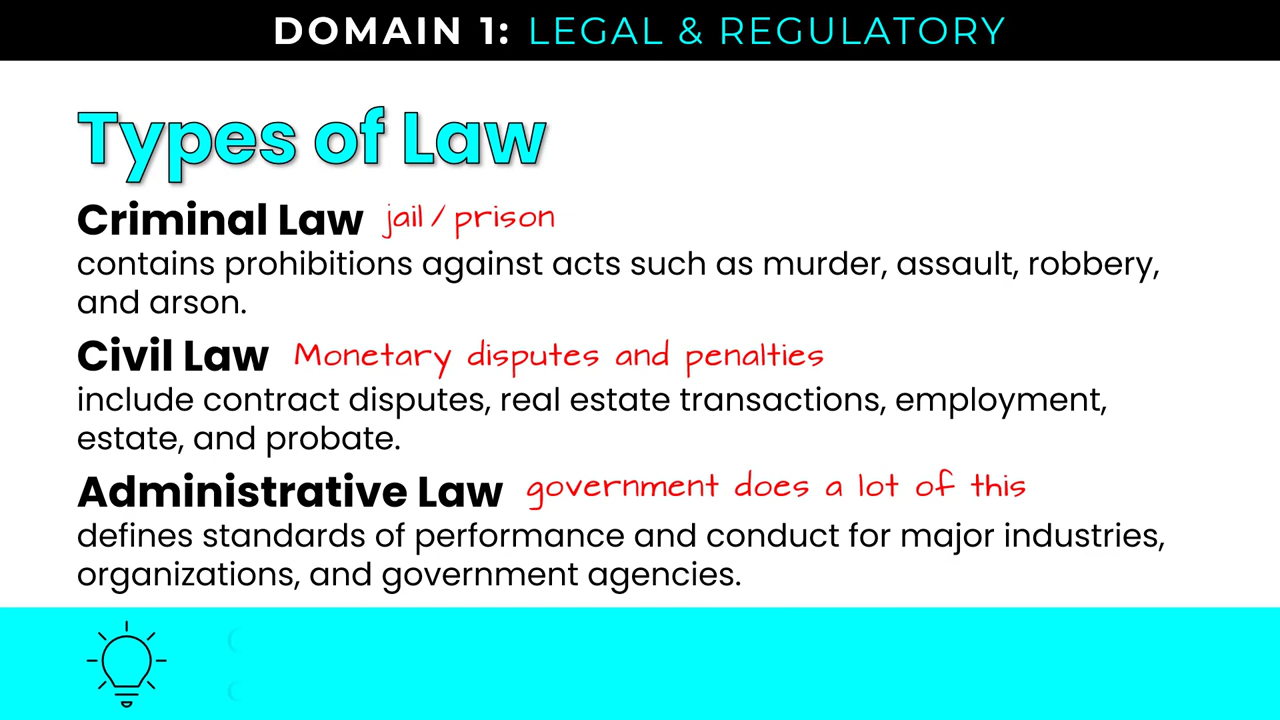 DOMAIN 1: LEGAL & REGULATORY
Types of Law
Criminal Law jail / prison
contains prohibitions against acts such as murder, assault, robbery,
and arson.
Civil Law Monetary disputes and penalties
include contract disputes, real estate transactions, employment,
estate, and probate.
Administrative Law government does a lot of this
defines standards of performance and conduct for major industries,
organizations, and government agencies.